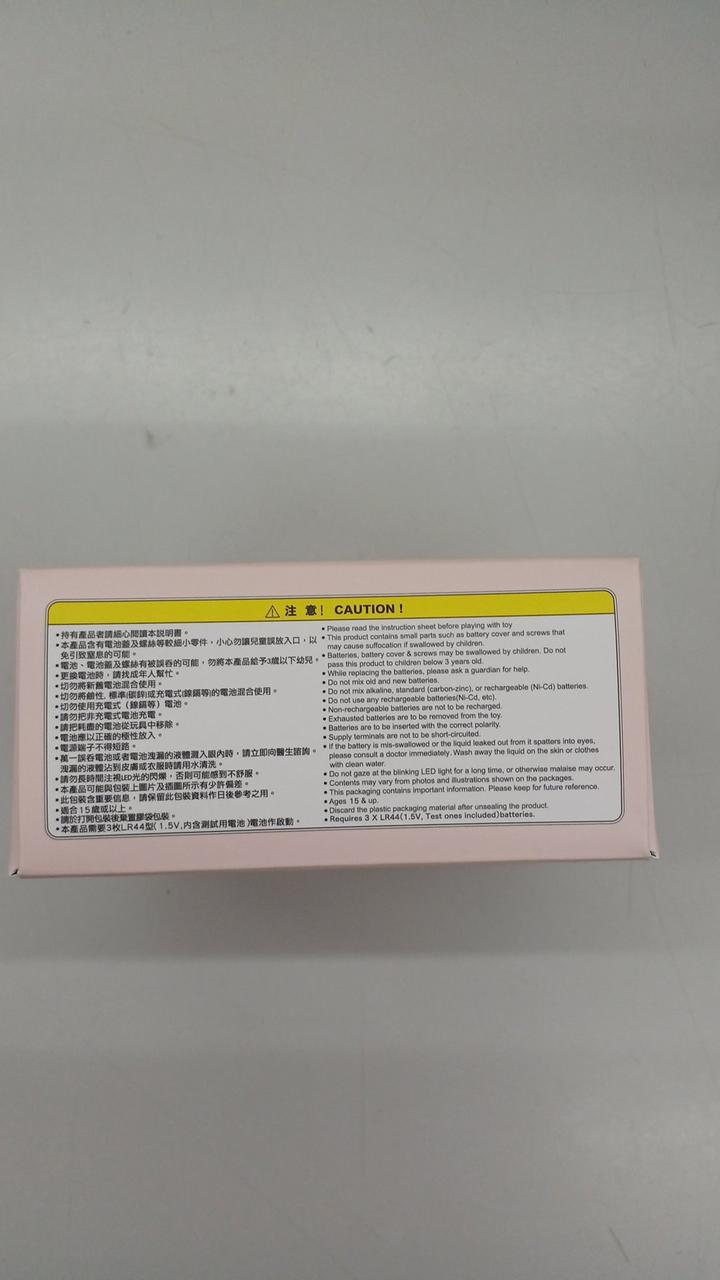 ⚠ 注 意! CAUTION !
•持有產品者請細心閱讀本說明書。
•本產品含有電池蓋及螺絲等較細小零件,小心勿讓兒童誤放入口,以
免引致窒息的可能。
•電池、電池蓋及螺絲有被誤吞的可能,勿將本產品給予3歲以下幼兒。
•更換電池時,請找成年人幫忙。
•切勿將新舊電池混合使用。
•切勿將鹼性, 標準(碳鋅)或充電式(鎳鎘等)的電池混合使用。
•切勿使用充電式(鎳鎘等)電池。
•請勿把非充電式電池充電。
•請把耗盡的電池從玩具中移除。
•電池應以正確的極性放入。
•電源端子不得短路。
•萬一誤吞電池或者電池洩漏的液體濺入眼內時,請立即向醫生諮詢。
洩漏的液體沾到皮膚或衣服時請用水清洗。
•請勿長時間注視LED光的閃爍,否則可能感到不舒服。
•本產品可能與包裝上圖片及插圖所示有少許偏差。
•此包裝含重要信息,請保留此包裝資料作日後參考之用。
•適合15歲或以上。
•請於打開包裝後棄置膠袋包裝。
•本產品需要3枚LR44型(1.5V,内含測試用電池)電池作啟動。
• Please read the instruction sheet before playing with toy
• This product contains small parts such as battery cover and screws that
may cause suffocation if swallowed by children.
• Batteries, battery cover & screws may be swallowed by children. Do not
pass this product to children below 3 years old.
• While replacing the batteries, please ask a guardian for help.
• Do not mix old and new batteries.
• Do not mix alkaline, standard (carbon-zinc), or rechargeable (Ni-Cd) batteries.
• Do not use any rechargeable batteries(Ni-Cd, etc).
• Non-rechargeable batteries are not to be recharged.
• Exhausted batteries are to be removed from the toy.
• Batteries are to be inserted with the correct polarity.
• Supply terminals are not to be short-circuited.
• If the battery is mis-swallowed or the liquid leaked out from it spatters into eyes,
please consult a doctor immediately. Wash away the liquid on the skin or clothes
with clean water.
• Do not gaze at the blinking LED light for a long time, or otherwise malaise may occur.
• Contents may vary from photos and illustrations shown on the packages.
• This packaging contains important information. Please keep for future reference.
• Ages 15 & up.
• Discard the plastic packaging material after unsealing the product.
• Requires 3 X LR44(1.5V, Test ones included)batteries.